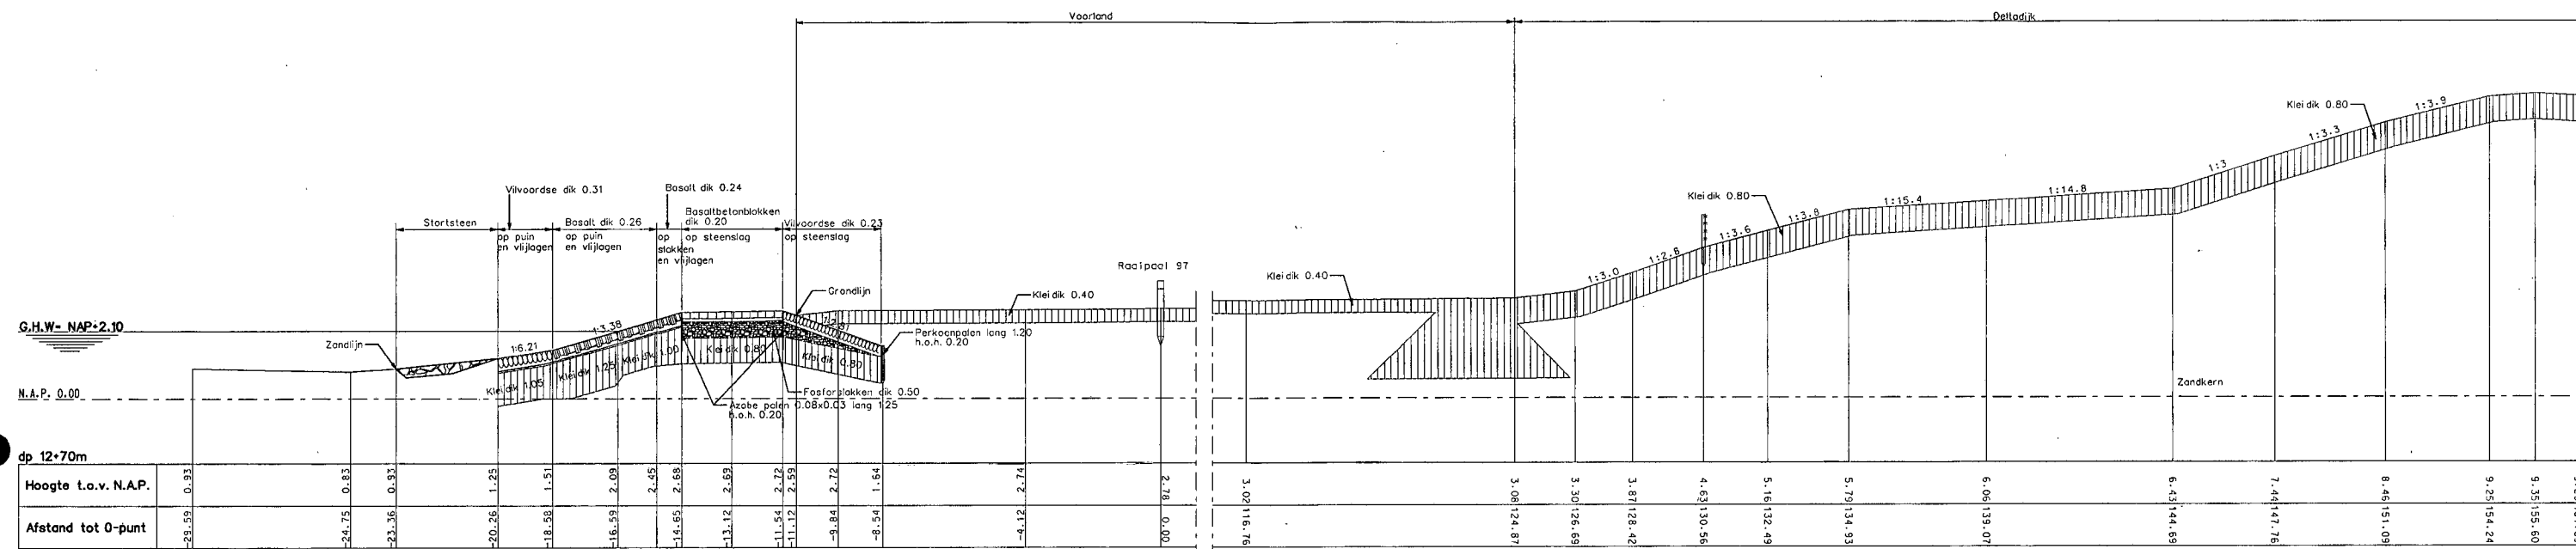 Voorland
Deltadijk
Klei dik 0.80
1:3.9
1:3.3
1:3
1:14.8
1:15.4
Klei dik 0.80
1:3.8
1:3.6
1:2.8
1:3.0
Vilvoordse dik 0.31
Basalt dik 0.24
Stortsteen
Basalt dik 0.26
Basaltbetonblokken
dik 0.20
Vilvoordse dik 0.23
op puin
en vlijlagen
op puin
en vlijlagen
op
slakken
en vlijlagen
op steenslag
op steenslag
Raaipaal 97
Klei dik 0.40
Grondlijn
Klei dik 0.40
G.H.W= NAP+2.10
1:3.38
Perkoenpalen lang 1.20
h.o.h. 0.20
Zandlijn
1:6.21
Klei dik 1.05
Klei dik 1.25
Klei dik 1.00
Klei dik 0.80
Klei dik 0.80
Zandkern
N.A.P. 0.00
Fosforslakken dik 0.50
Azobe palen 0.08x0.03 lang 1.25
h.o.h. 0.20
dp 12+70m
Hoogte t.o.v. N.A.P. 0.93 0.83 0.93 1.25 1.51 2.09 2.45 2.68 2.69 2.72 2.59 2.72 1.64 2.74 2.78 3.02 3.08 3.30 3.87 4.63 5.16 5.79 6.06 6.43 7.44 8.46 9.25 9.35
Afstand tot 0-punt -29.59 -24.75 -23.36 -20.26 -18.58 -16.59 -14.65 -13.12 -11.54 -11.12 -9.84 -8.54 -4.12 0.00 116.76 124.87 126.69 128.42 130.56 132.49 134.93 139.07 144.69 147.76 151.09 154.24 155.60